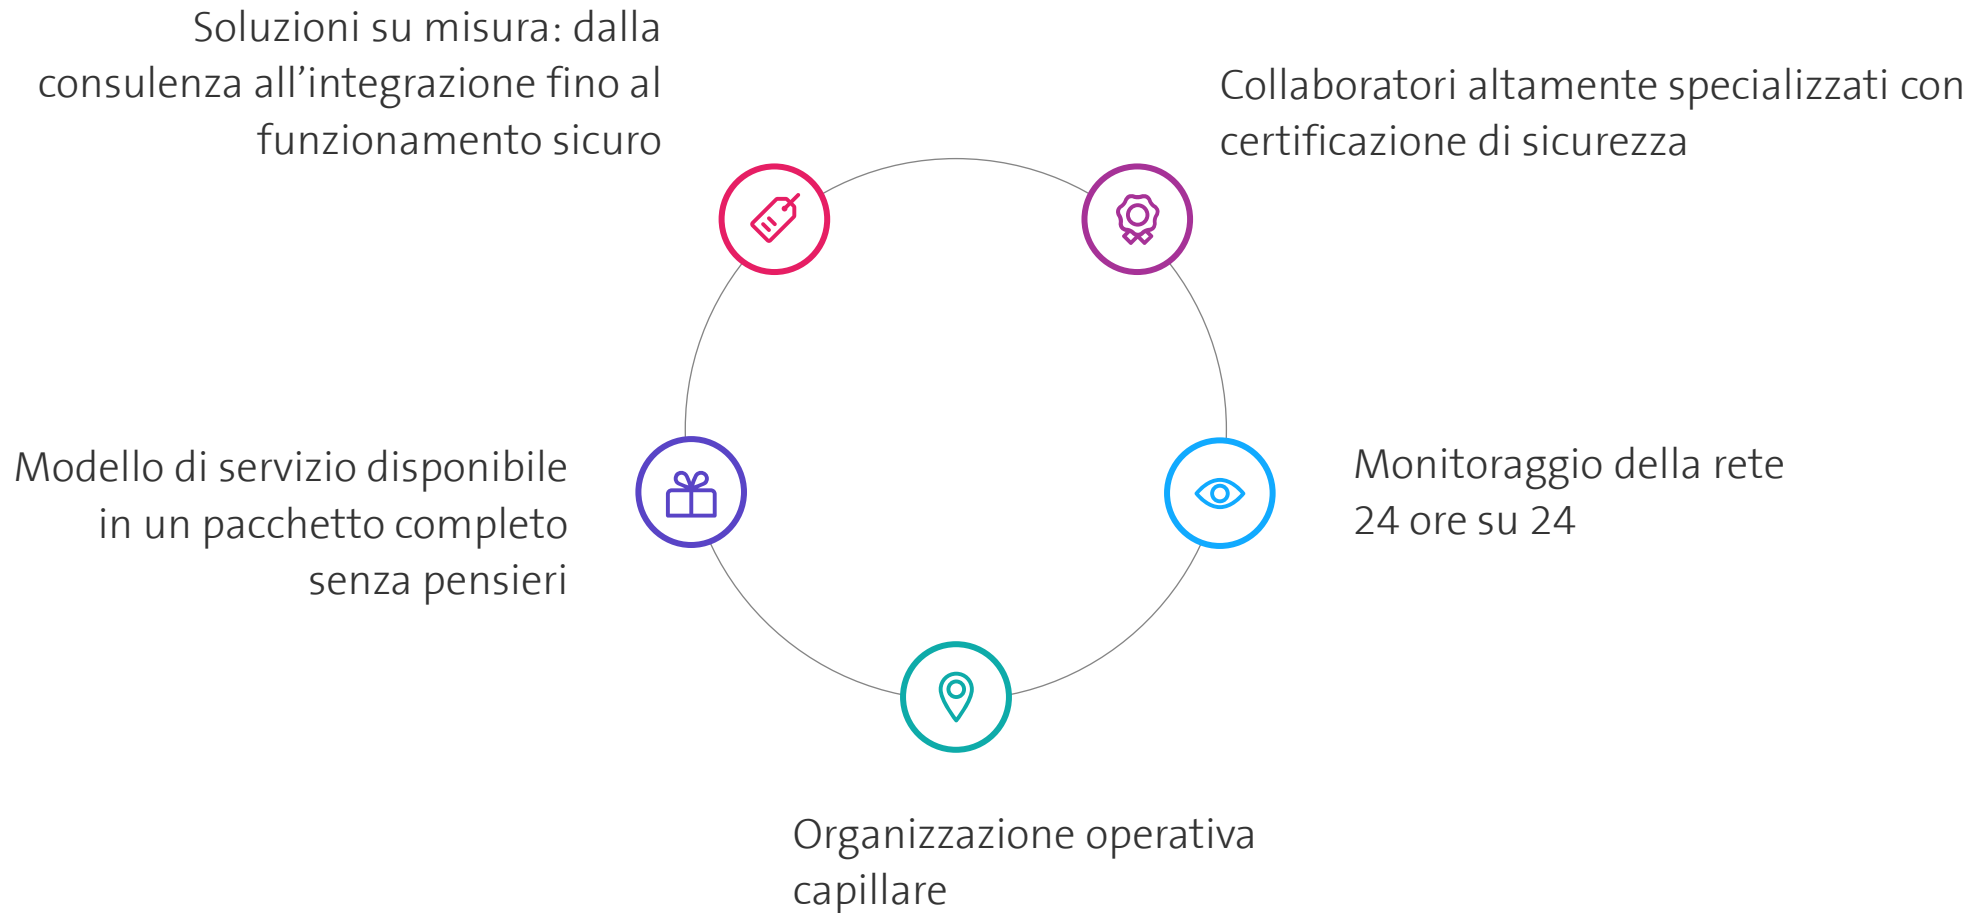 Soluzioni su misura: dalla
consulenza all’integrazione fino al
funzionamento sicuro
Collaboratori altamente specializzati con
certificazione di sicurezza
Modello di servizio disponibile
in un pacchetto completo
senza pensieri
Monitoraggio della rete
24 ore su 24
Organizzazione operativa
capillare